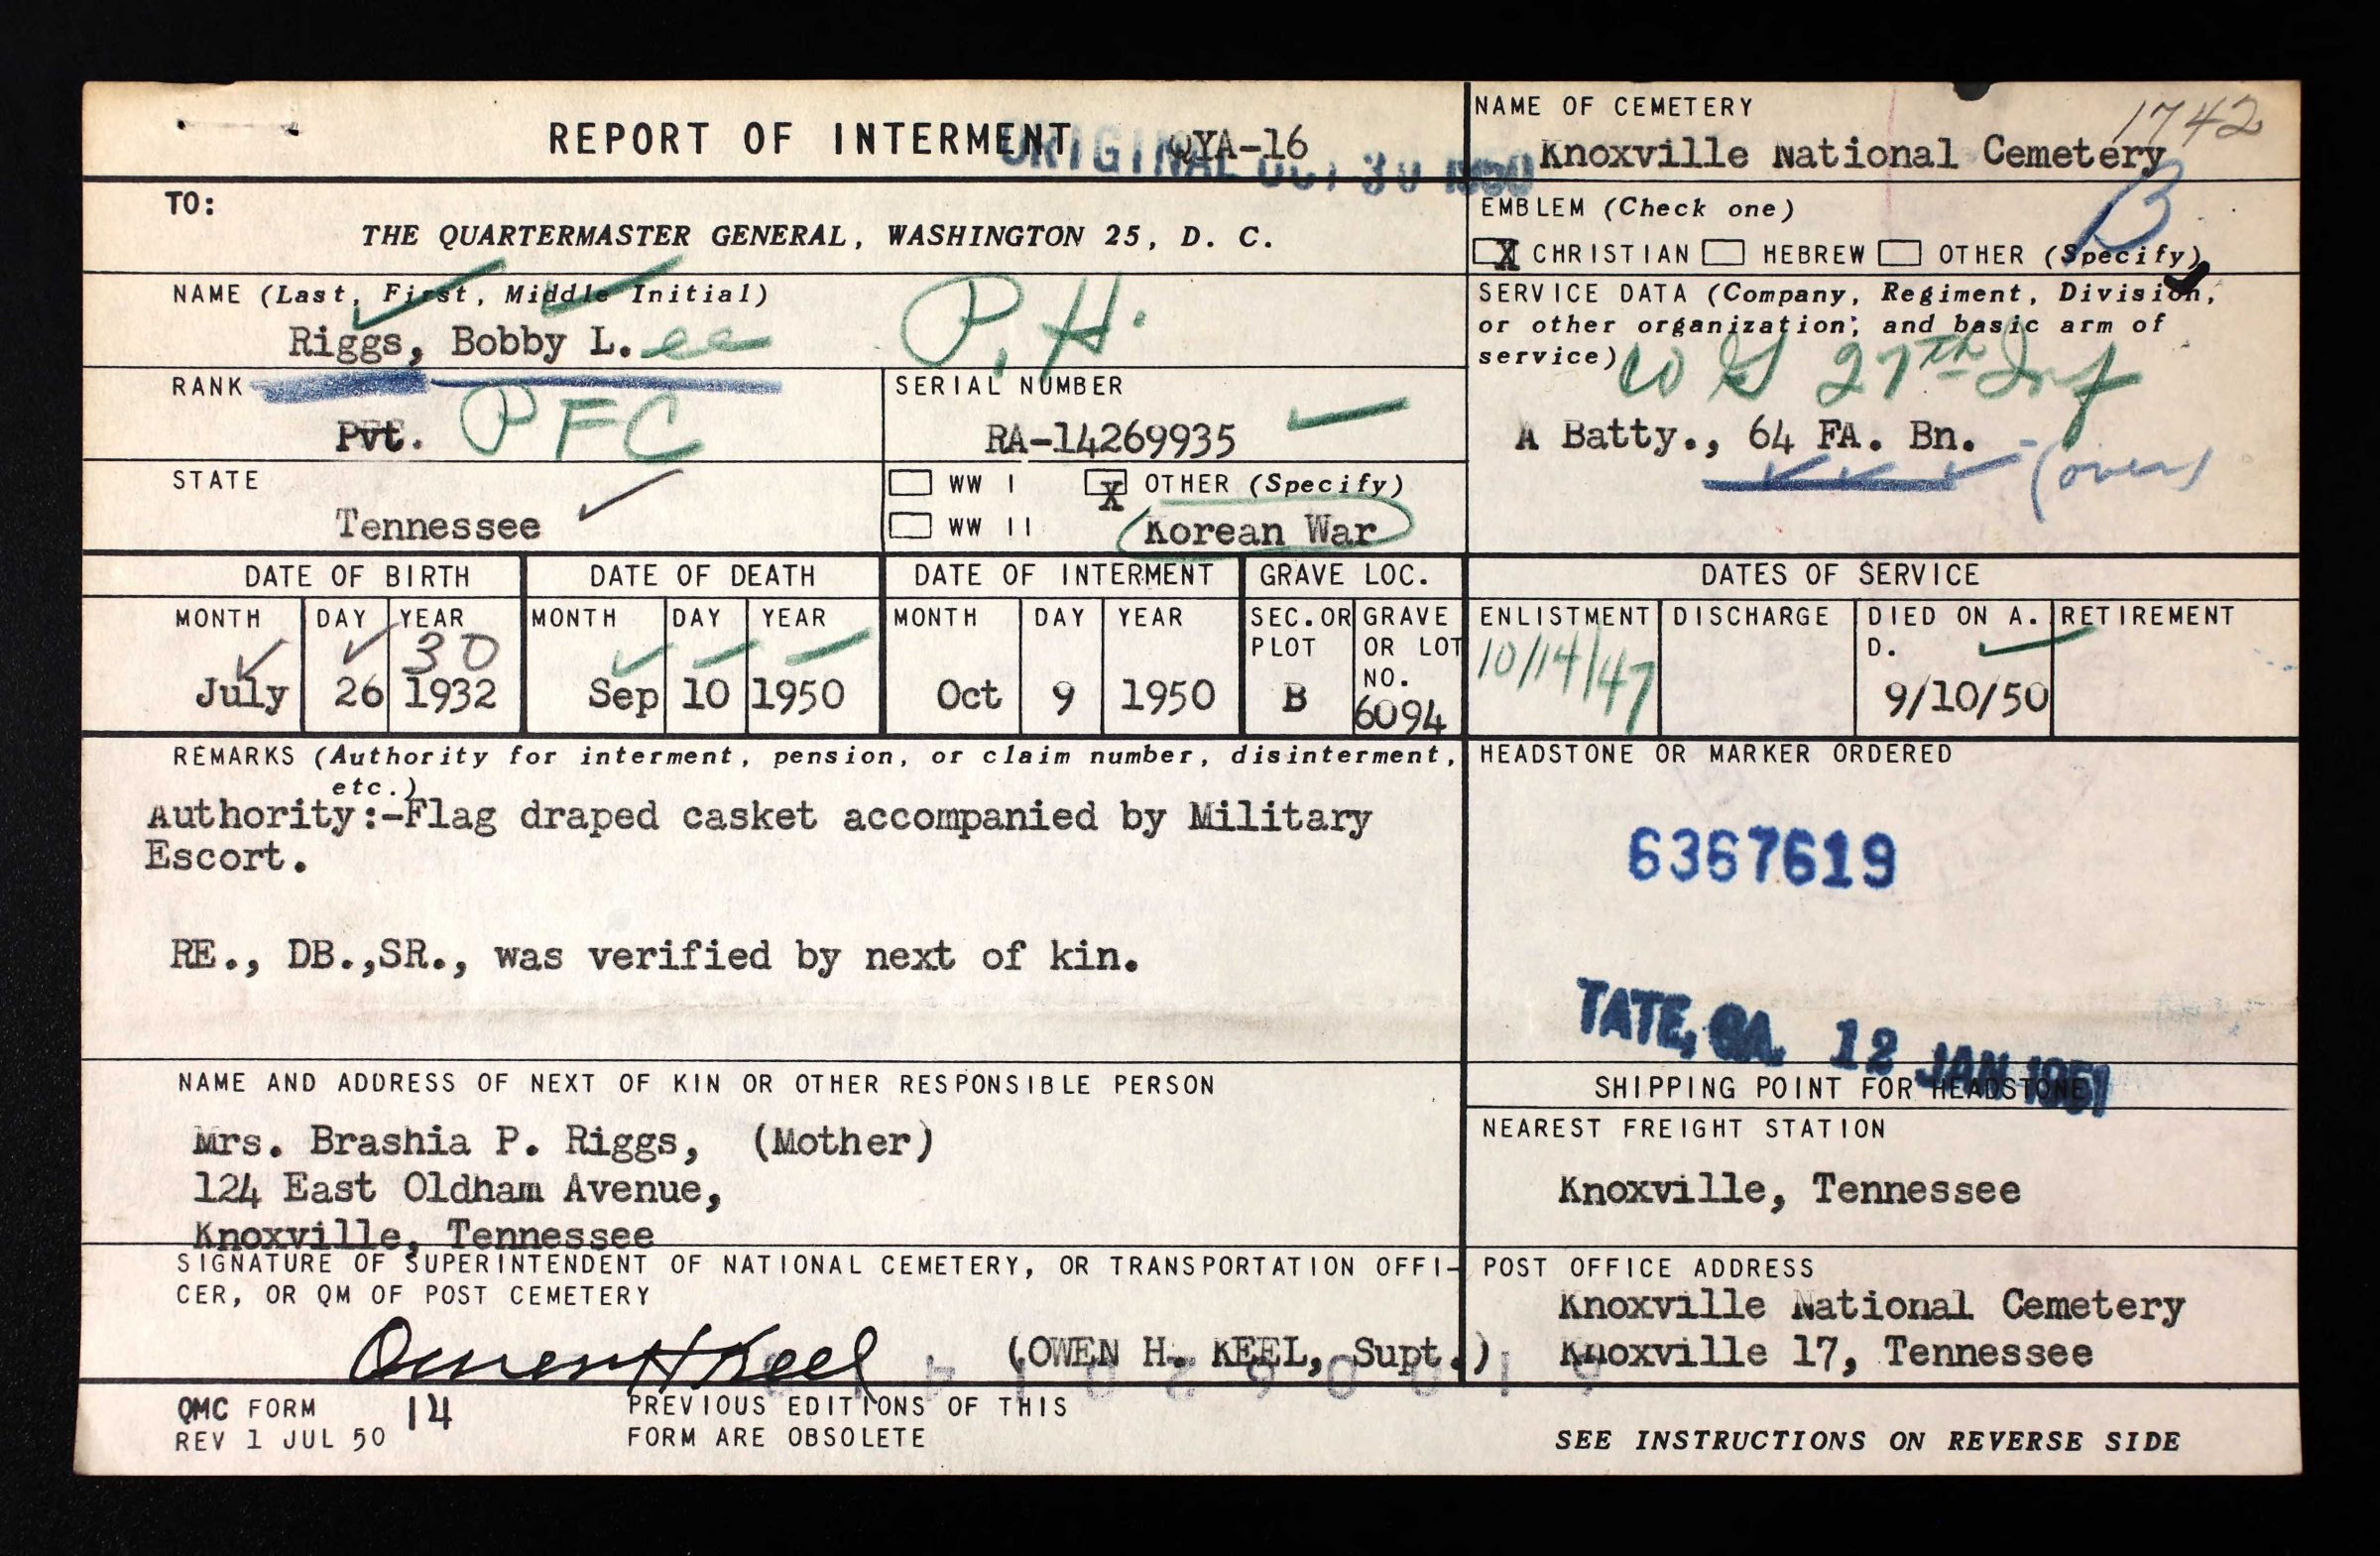 REPORT OF INTERMENT QYA-16
ORIGINAL OCT 30 1950
NAME OF CEMETERY
1742
Knoxville National Cemetery
TO:
THE QUARTERMASTER GENERAL, WASHINGTON 25, D. C.
EMBLEM (Check one)
B
X CHRISTIAN HEBREW OTHER (Specify)
NAME (Last, First, Middle Initial)
Riggs, Bobby L.ee
P.H.
SERVICE DATA (Company, Regiment, Division,
or other organization; and basic arm of
service)
27th Inf
A Batty., 64 FA. Bn.
(over)
RANK
Pvt. PFC
SERIAL NUMBER
RA-14269935
STATE
Tennessee
WW I X OTHER (Specify)
WW II Korean War
DATE OF BIRTH DATE OF DEATH DATE OF INTERMENT GRAVE LOC. DATES OF SERVICE
MONTH DAY YEAR MONTH DAY YEAR MONTH DAY YEAR SEC.OR PLOT GRAVE OR LOT NO. ENLISTMENT DISCHARGE DIED ON A. D. RETIREMENT
30
July 26 1932 Sep 10 1950 Oct 9 1950 B 6094 10/14/47 9/10/50
REMARKS (Authority for interment, pension, or claim number, disinterment,
etc.)
Authority:-Flag draped casket accompanied by Military
Escort.
RE., DB.,SR., was verified by next of kin.
HEADSTONE OR MARKER ORDERED
6367619
TATE, GA. 12 JAN 1951
NAME AND ADDRESS OF NEXT OF KIN OR OTHER RESPONSIBLE PERSON
Mrs. Brashia P. Riggs, (Mother)
124 East Oldham Avenue,
Knoxville, Tennessee
SHIPPING POINT FOR HEADSTONE
NEAREST FREIGHT STATION
Knoxville, Tennessee
SIGNATURE OF SUPERINTENDENT OF NATIONAL CEMETERY, OR TRANSPORTATION OFFI-
CER, OR QM OF POST CEMETERY
Owen H Keel (OWEN H. KEEL, Supt.)
POST OFFICE ADDRESS
Knoxville National Cemetery
Knoxville 17, Tennessee
QMC FORM 14
REV 1 JUL 50
PREVIOUS EDITIONS OF THIS
FORM ARE OBSOLETE
SEE INSTRUCTIONS ON REVERSE SIDE